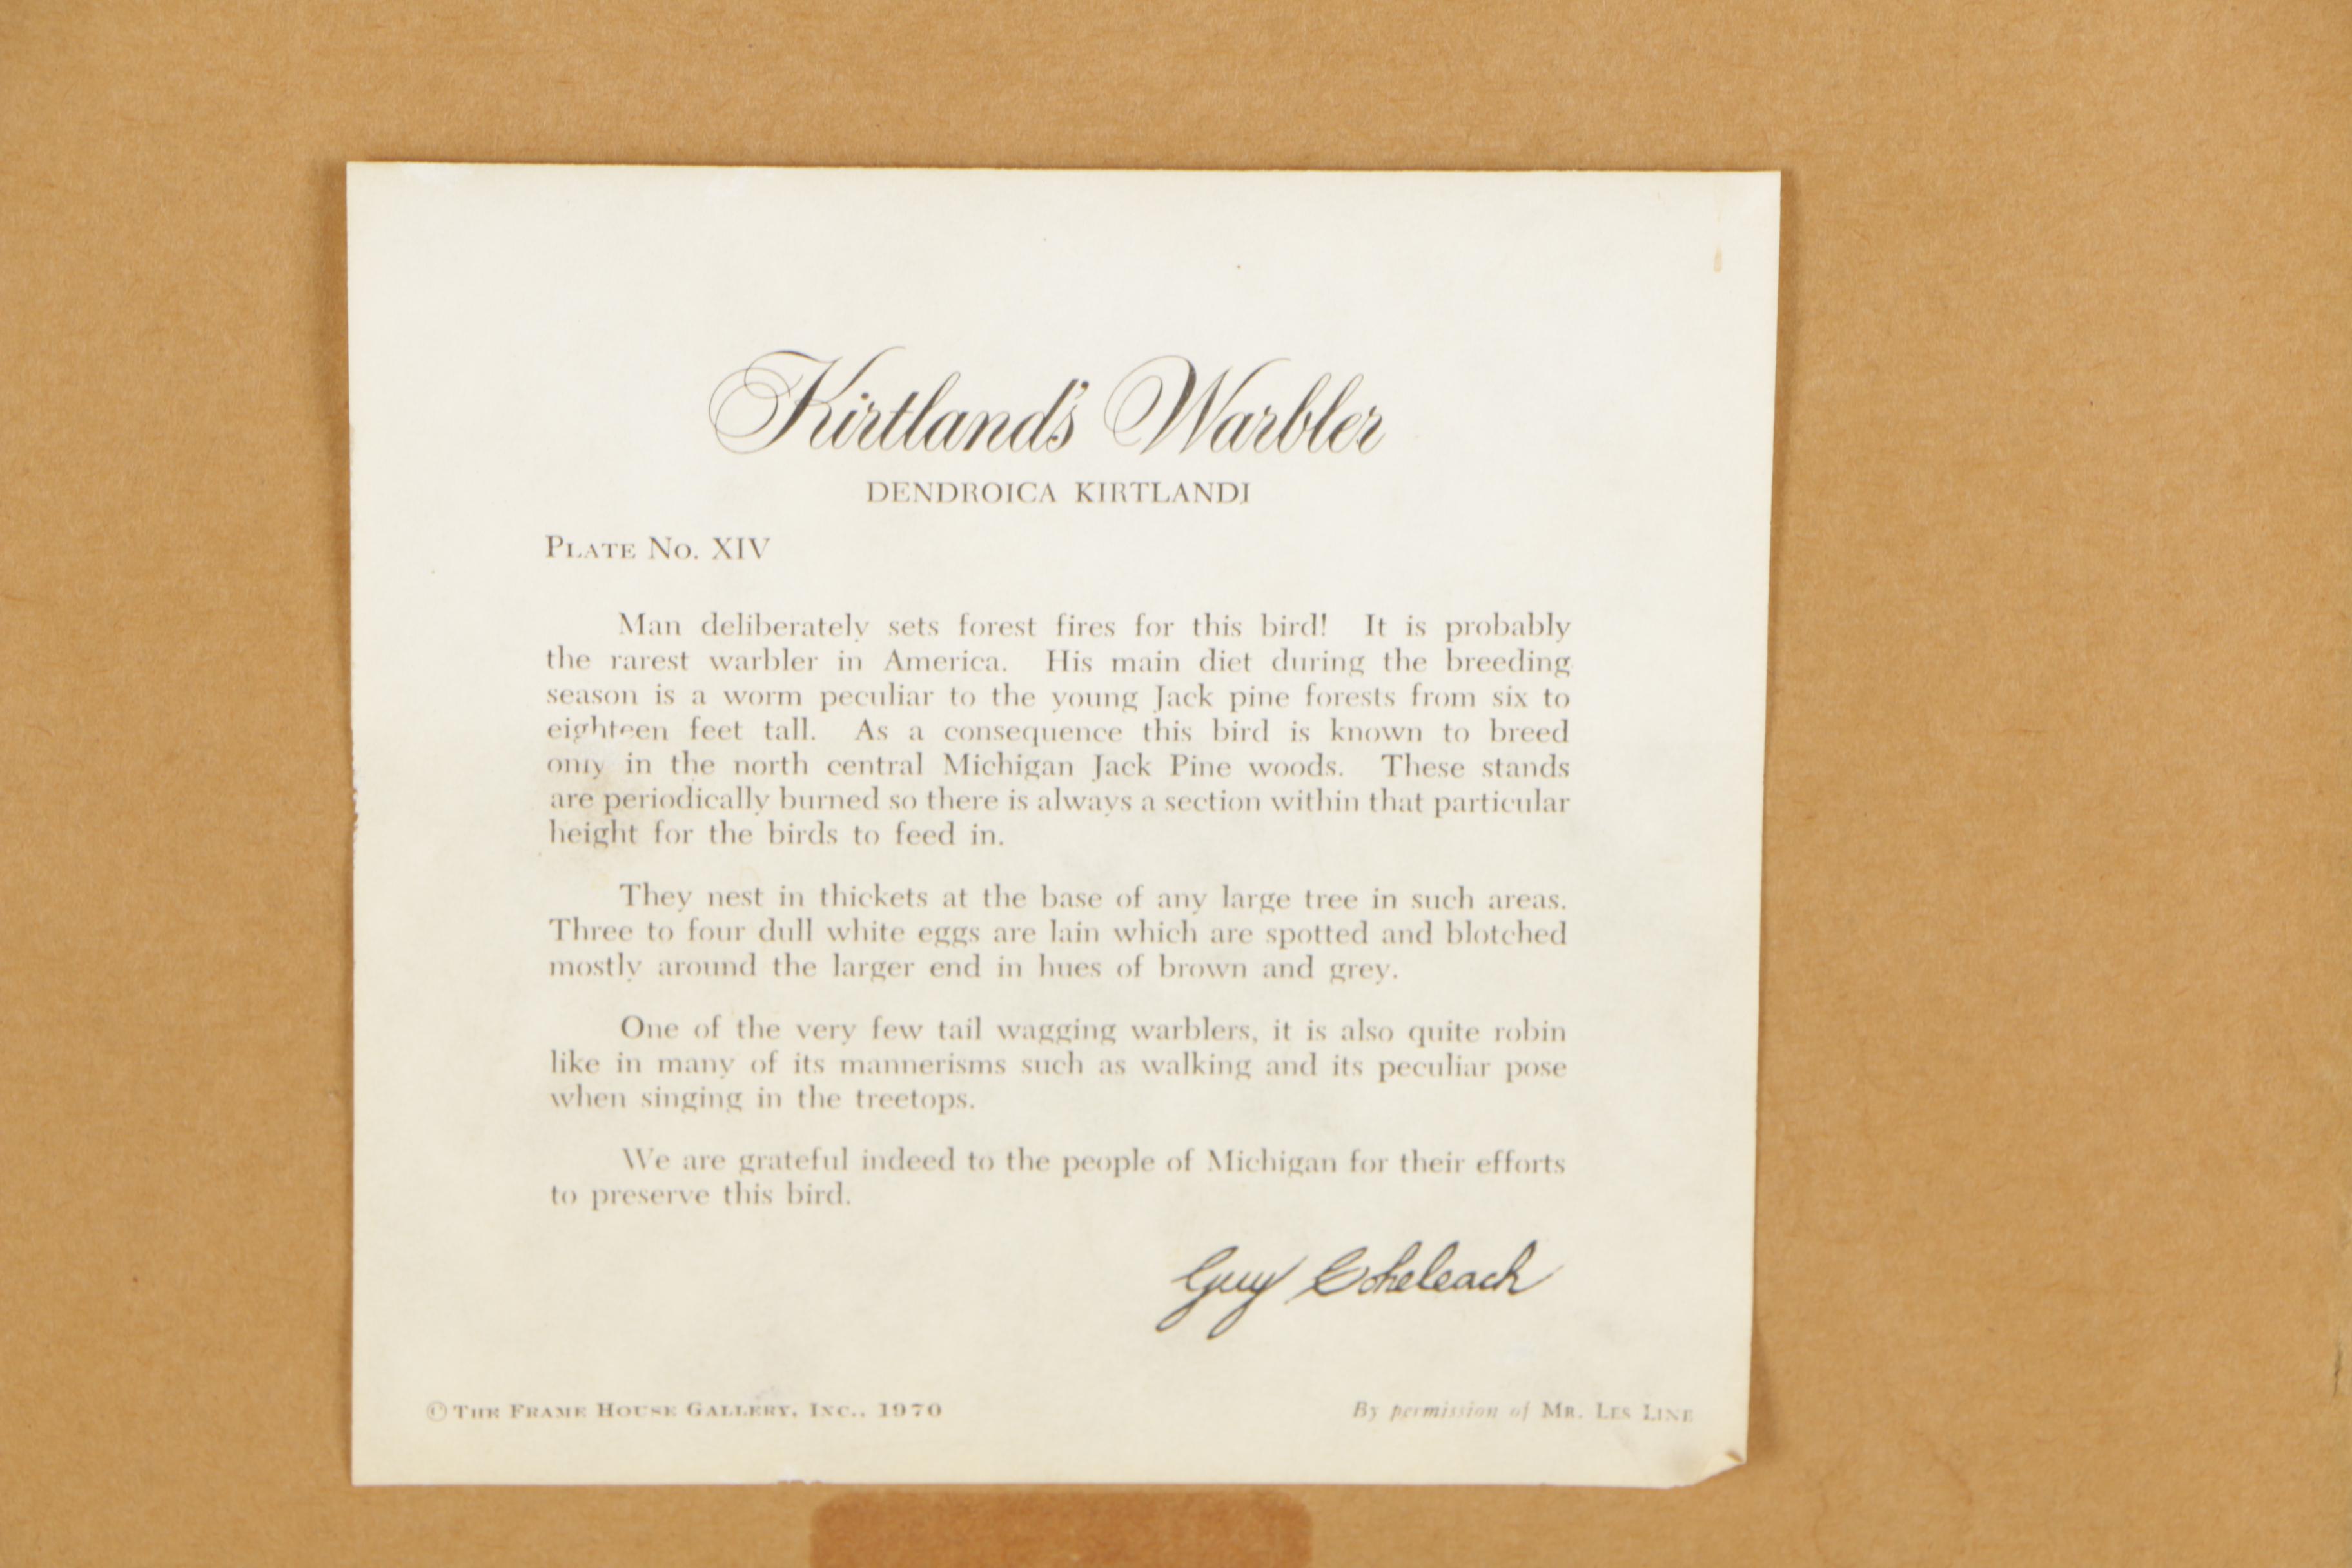 Kirtland's Warbler
DENDROICA KIRTLANDI
PLATE No. XIV
Man deliberately sets forest fires for this bird! It is probably
the rarest warbler in America. His main diet during the breeding
season is a worm peculiar to the young Jack pine forests from six to
eighteen feet tall. As a consequence this bird is known to breed
only in the north central Michigan Jack Pine woods. These stands
are periodically burned so there is always a section within that particular
height for the birds to feed in.
They nest in thickets at the base of any large tree in such areas.
Three to four dull white eggs are lain which are spotted and blotched
mostly around the larger end in hues of brown and grey.
One of the very few tail wagging warblers, it is also quite robin
like in many of its mannerisms such as walking and its peculiar pose
when singing in the treetops.
We are grateful indeed to the people of Michigan for their efforts
to preserve this bird.
Guy Coheleach
© THE FRAME HOUSE GALLERY, INC., 1970
By permission of MR. LES LINE